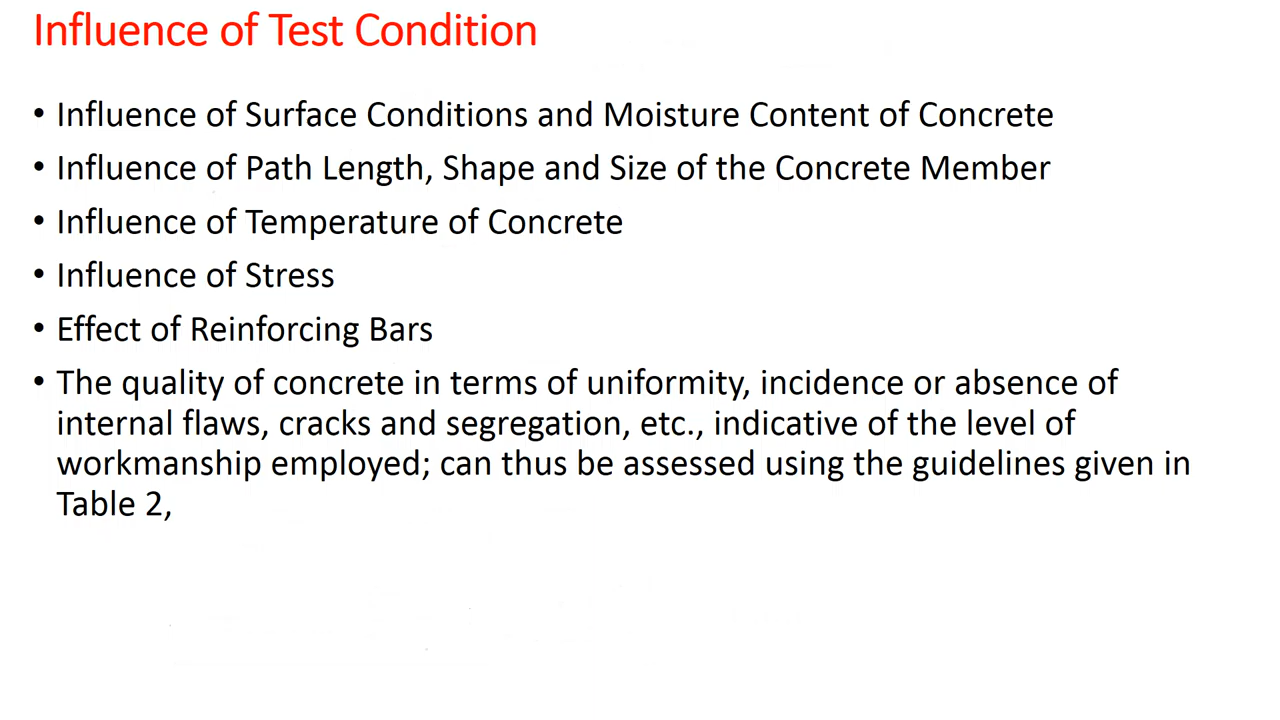 Influence of Test Condition
• Influence of Surface Conditions and Moisture Content of Concrete
• Influence of Path Length, Shape and Size of the Concrete Member
• Influence of Temperature of Concrete
• Influence of Stress
• Effect of Reinforcing Bars
• The quality of concrete in terms of uniformity, incidence or absence of
internal flaws, cracks and segregation, etc., indicative of the level of
workmanship employed; can thus be assessed using the guidelines given in
Table 2,